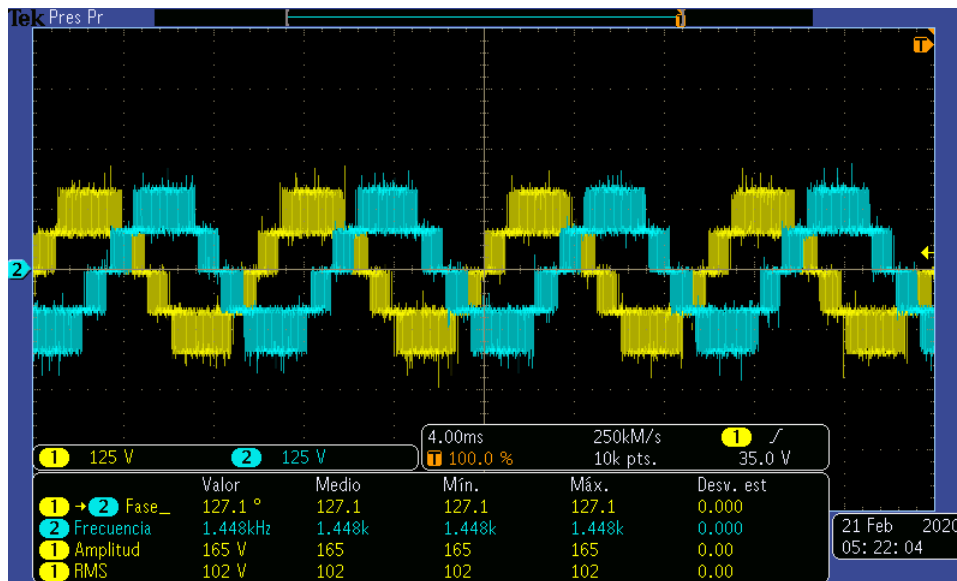 Tek Pres Pr
T
T
2
1 125 V 2 125 V
4.00ms 250kM/s 1
T 100.0 % 10k pts. 35.0 V
Valor Medio Mín. Máx. Desv. est
1 → 2 Fase_ 127.1 ° 127.1 127.1 127.1 0.000
2 Frecuencia 1.448kHz 1.448k 1.448k 1.448k 0.000
1 Amplitud 165 V 165 165 165 0.00
1 RMS 102 V 102 102 102 0.00
21 Feb 2020
05: 22: 04